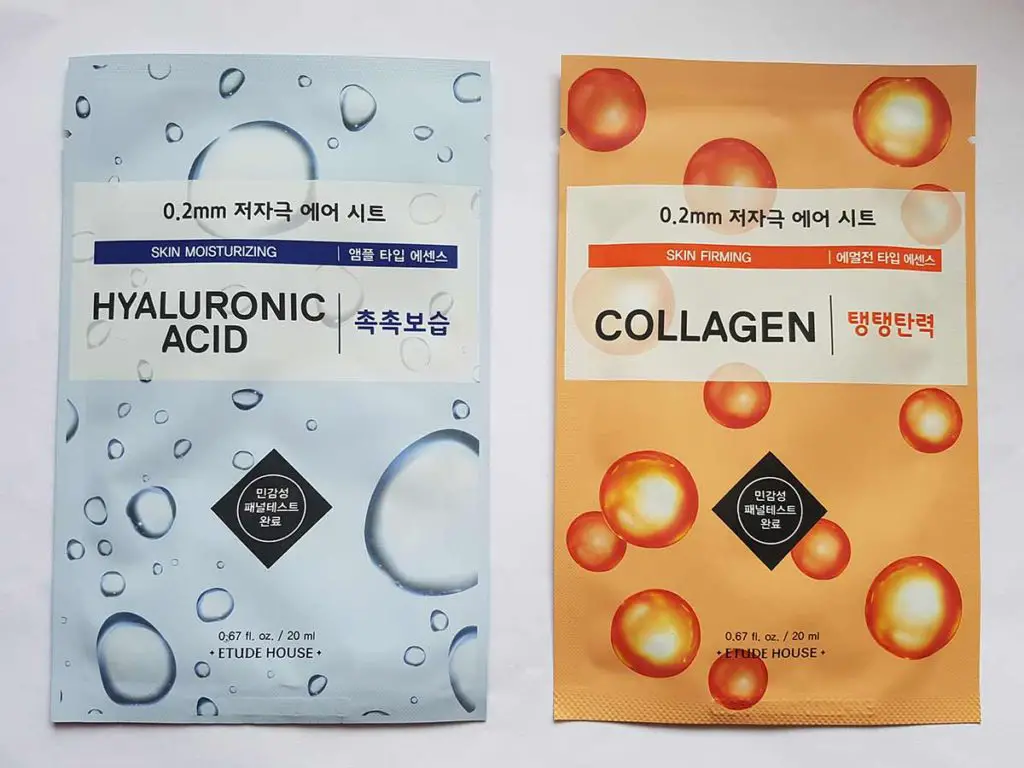 0.2mm 저자극 에어 시트
SKIN MOISTURIZING | 앰플 타입 에센스
HYALURONIC
ACID
촉촉보습
민감성
패널테스트
완료
0.67 fl. oz. / 20 ml
ETUDE HOUSE
0.2mm 저자극 에어 시트
SKIN FIRMING | 에멀전 타입 에센스
COLLAGEN | 탱탱탄력
민감성
패널테스트
완료
0.67 fl. oz. / 20 ml
ETUDE HOUSE